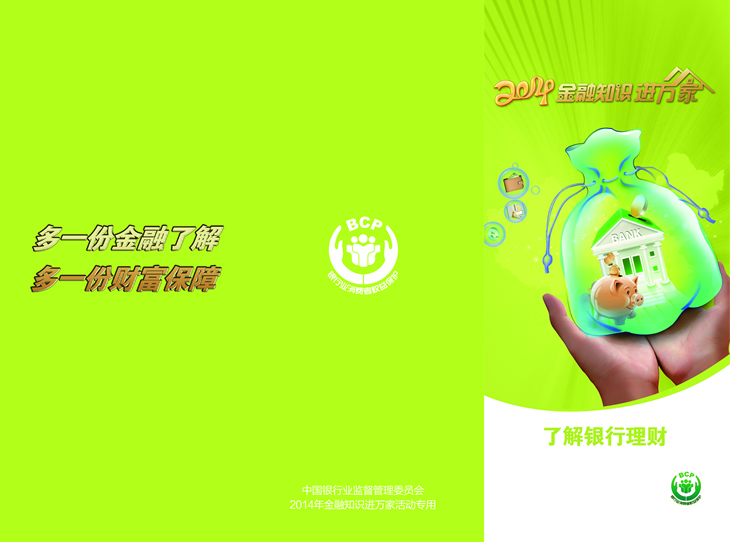 多一份金融了解
多一份财富保障
BCP
银行业消费者权益保护
中国银行业监督管理委员会
2014年金融知识进万家活动专用
2014 金融知识进万家
BANK
了解银行理财
BCP
银行业消费者权益保护